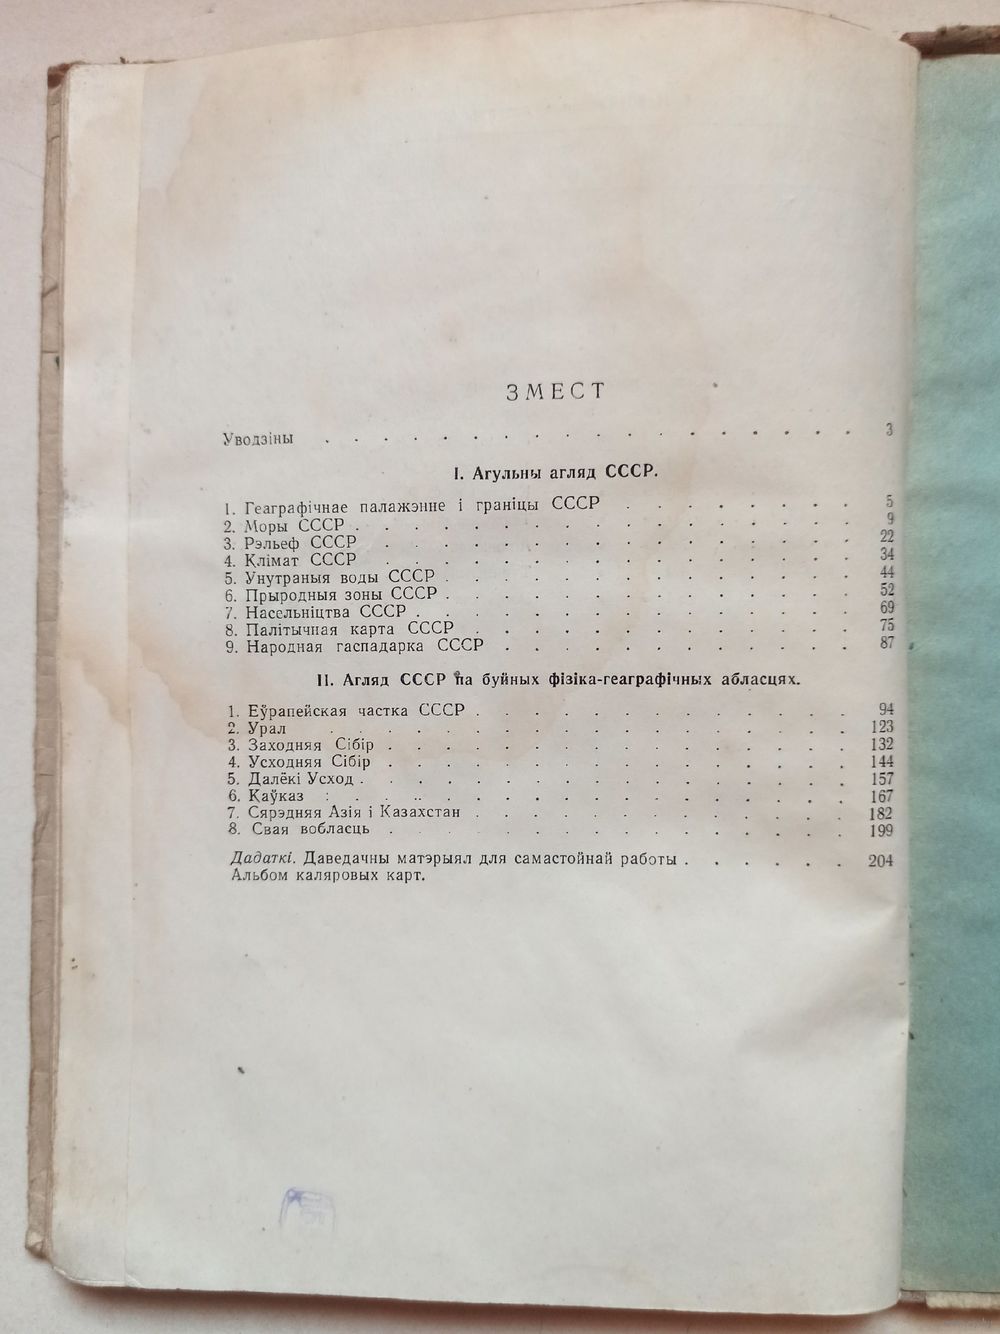 ЗМЕСТ
Уводзіны . . . . . . . . . . . . . . . . . . 3
І. Агульны агляд СССР.
1. Геаграфічнае палажэнне і граніцы СССР . . . . . . . . 5
2. Моры СССР . . . . . . . . . . . . . . . . . 9
3. Рэльеф СССР . . . . . . . . . . . . . . . . 22
4. Клімат СССР . . . . . . . . . . . . . . . . 34
5. Унутраныя воды СССР . . . . . . . . . . . . . . 44
6. Прыродныя зоны СССР . . . . . . . . . . . . . . 52
7. Насельніцтва СССР . . . . . . . . . . . . . . . 69
8. Палітычная карта СССР . . . . . . . . . . . . . 75
9. Народная гаспадарка СССР . . . . . . . . . . . . 87
ІІ. Агляд СССР па буйных фізіка-геаграфічных абласцях.
1. Еўрапейская частка СССР . . . . . . . . . . . . . 94
2. Урал . . . . . . . . . . . . . . . . . . 123
3. Заходняя Сібір . . . . . . . . . . . . . . . . 132
4. Усходняя Сібір . . . . . . . . . . . . . . . . 144
5. Далёкі Усход . . . . . . . . . . . . . . . . . 157
6. Каўказ . . . . . . . . . . . . . . . . . . 167
7. Сярэдняя Азія і Казахстан . . . . . . . . . . . . . 182
8. Свая вобласць . . . . . . . . . . . . . . . . 199
Дадаткі. Даведачны матэрыял для самастойнай работы . . . . . . 204
Альбом каляровых карт.